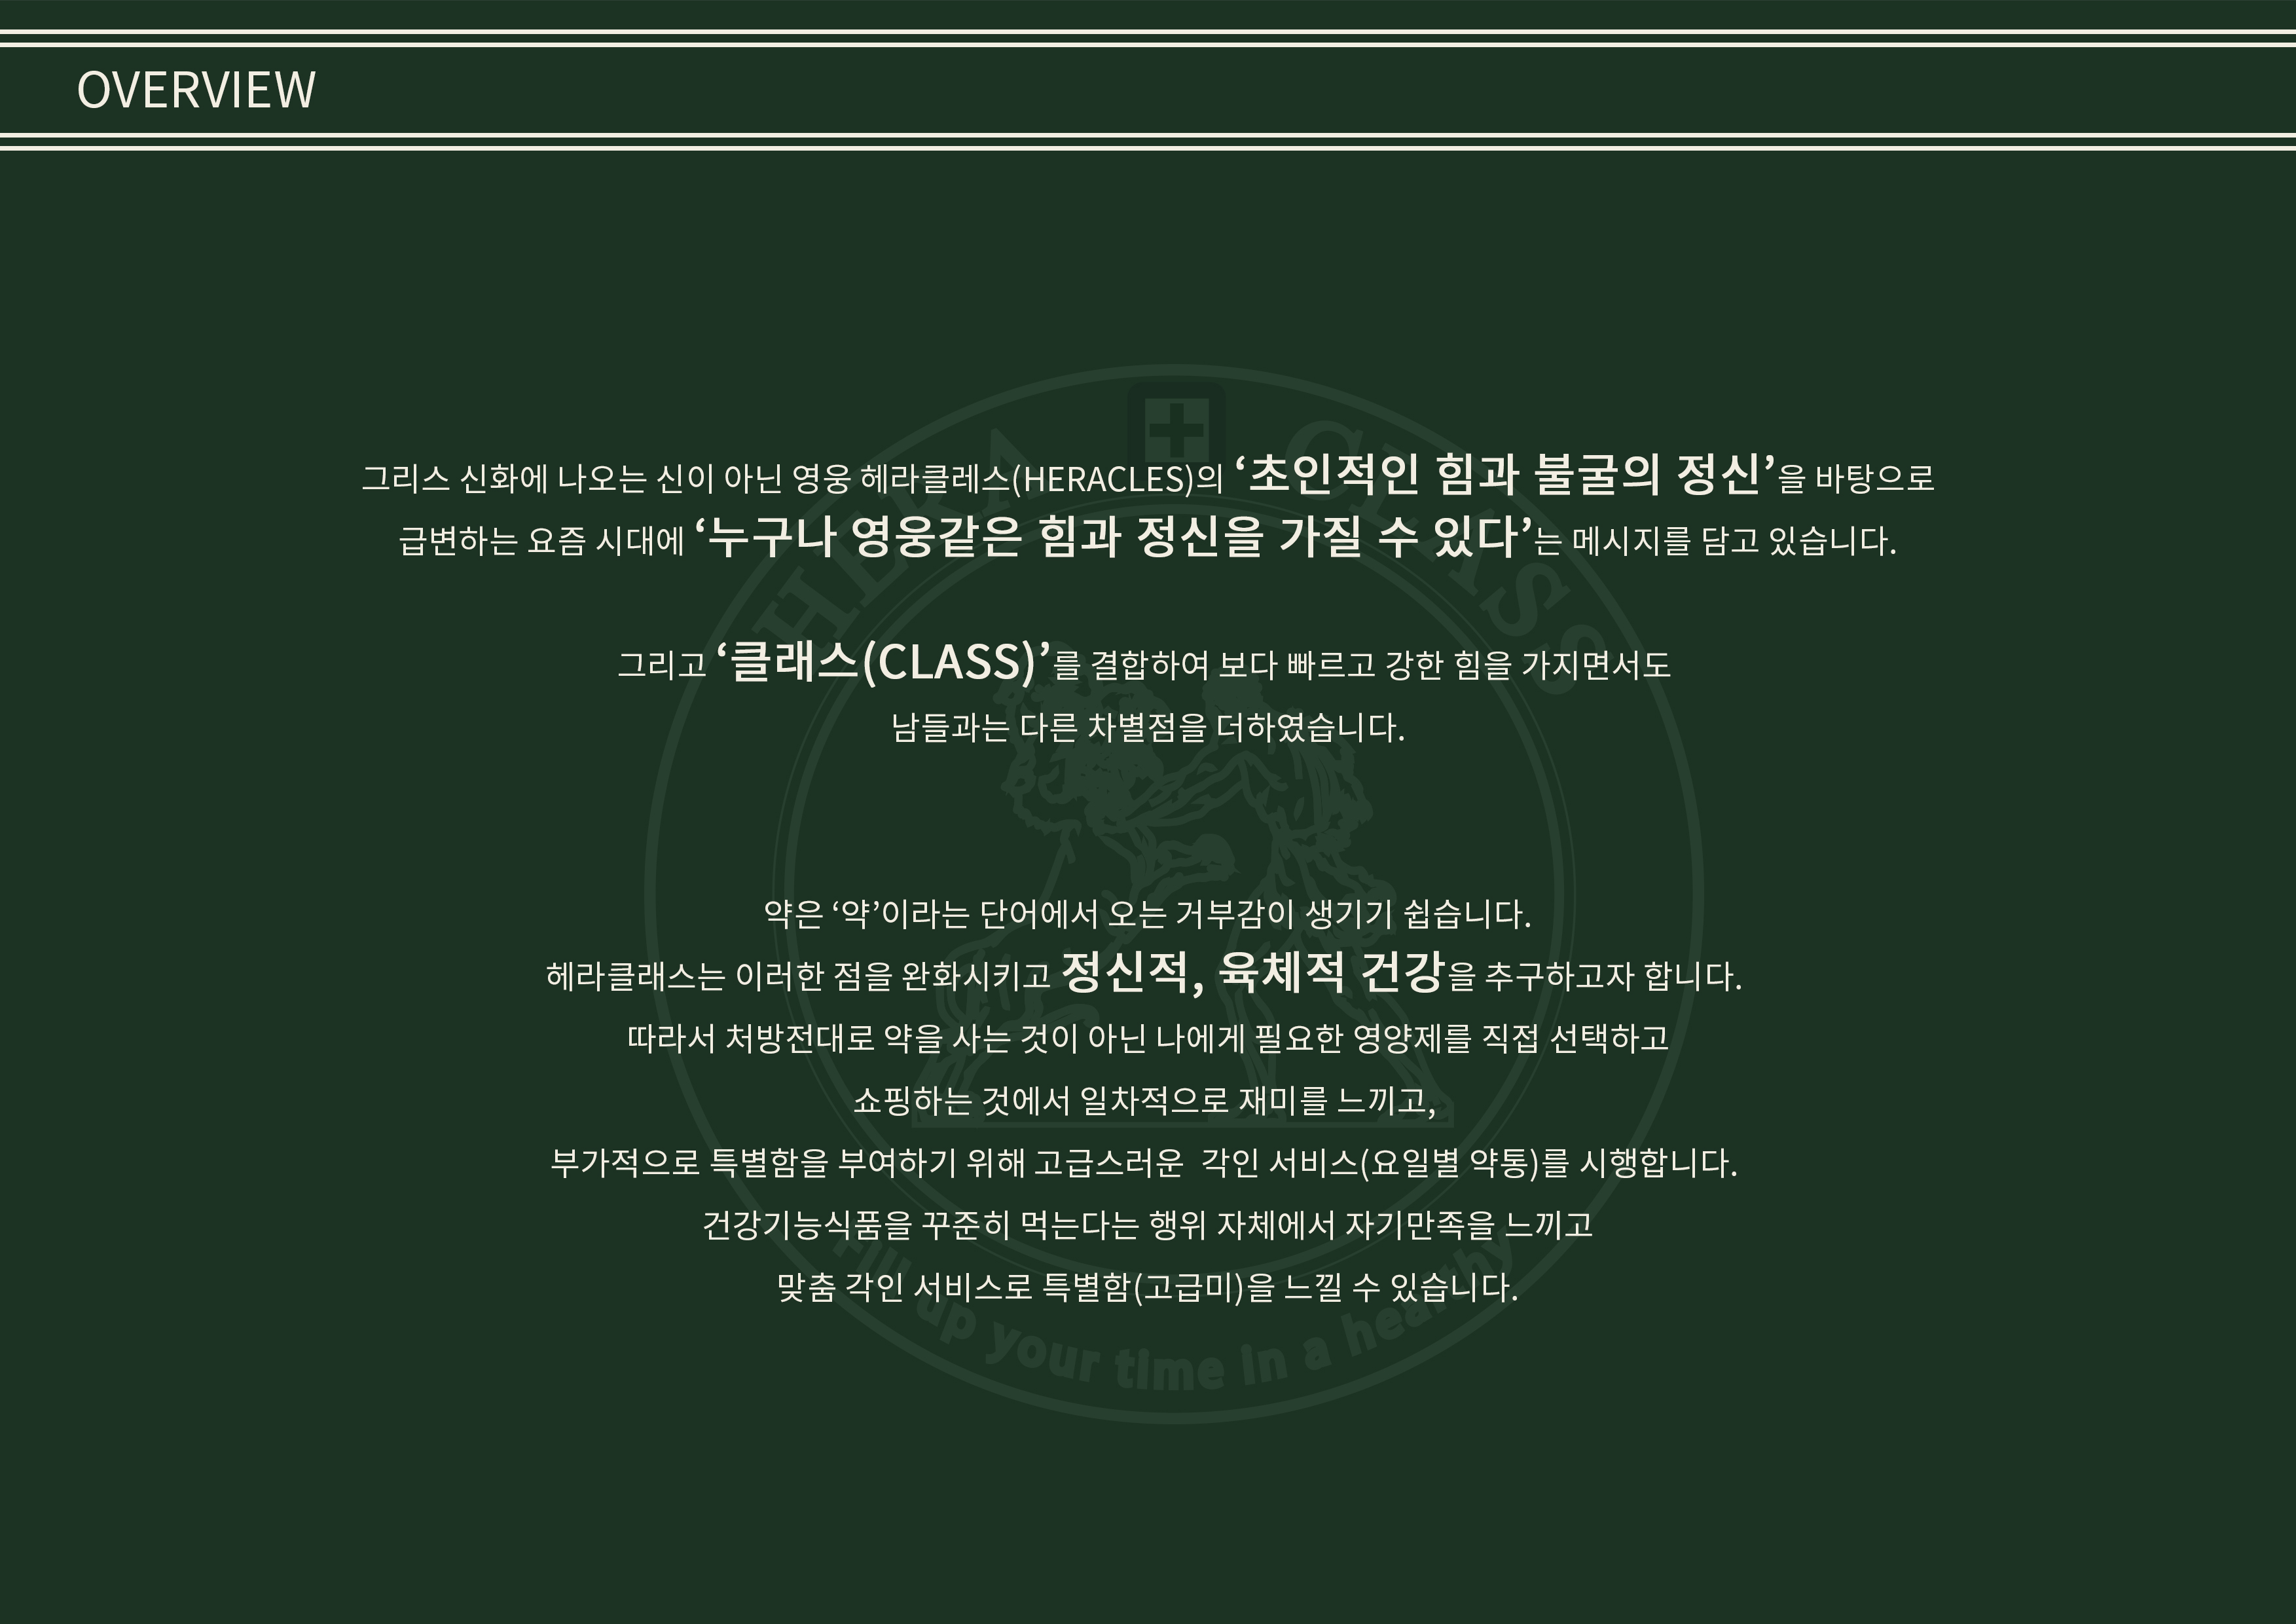 OVERVIEW
HERA CLASS
그리스 신화에 나오는 신이 아닌 영웅 헤라클레스(HERACLES)의 ‘초인적인 힘과 불굴의 정신’을 바탕으로
급변하는 요즘 시대에 ‘누구나 영웅같은 힘과 정신을 가질 수 있다’는 메시지를 담고 있습니다.
그리고 ‘클래스(CLASS)’를 결합하여 보다 빠르고 강한 힘을 가지면서도
남들과는 다른 차별점을 더하였습니다.
약은 ‘약’이라는 단어에서 오는 거부감이 생기기 쉽습니다.
헤라클래스는 이러한 점을 완화시키고 정신적, 육체적 건강을 추구하고자 합니다.
따라서 처방전대로 약을 사는 것이 아닌 나에게 필요한 영양제를 직접 선택하고
쇼핑하는 것에서 일차적으로 재미를 느끼고,
부가적으로 특별함을 부여하기 위해 고급스러운 각인 서비스(요일별 약통)를 시행합니다.
건강기능식품을 꾸준히 먹는다는 행위 자체에서 자기만족을 느끼고
맞춤 각인 서비스로 특별함(고급미)을 느낄 수 있습니다.
up your time in a healthy